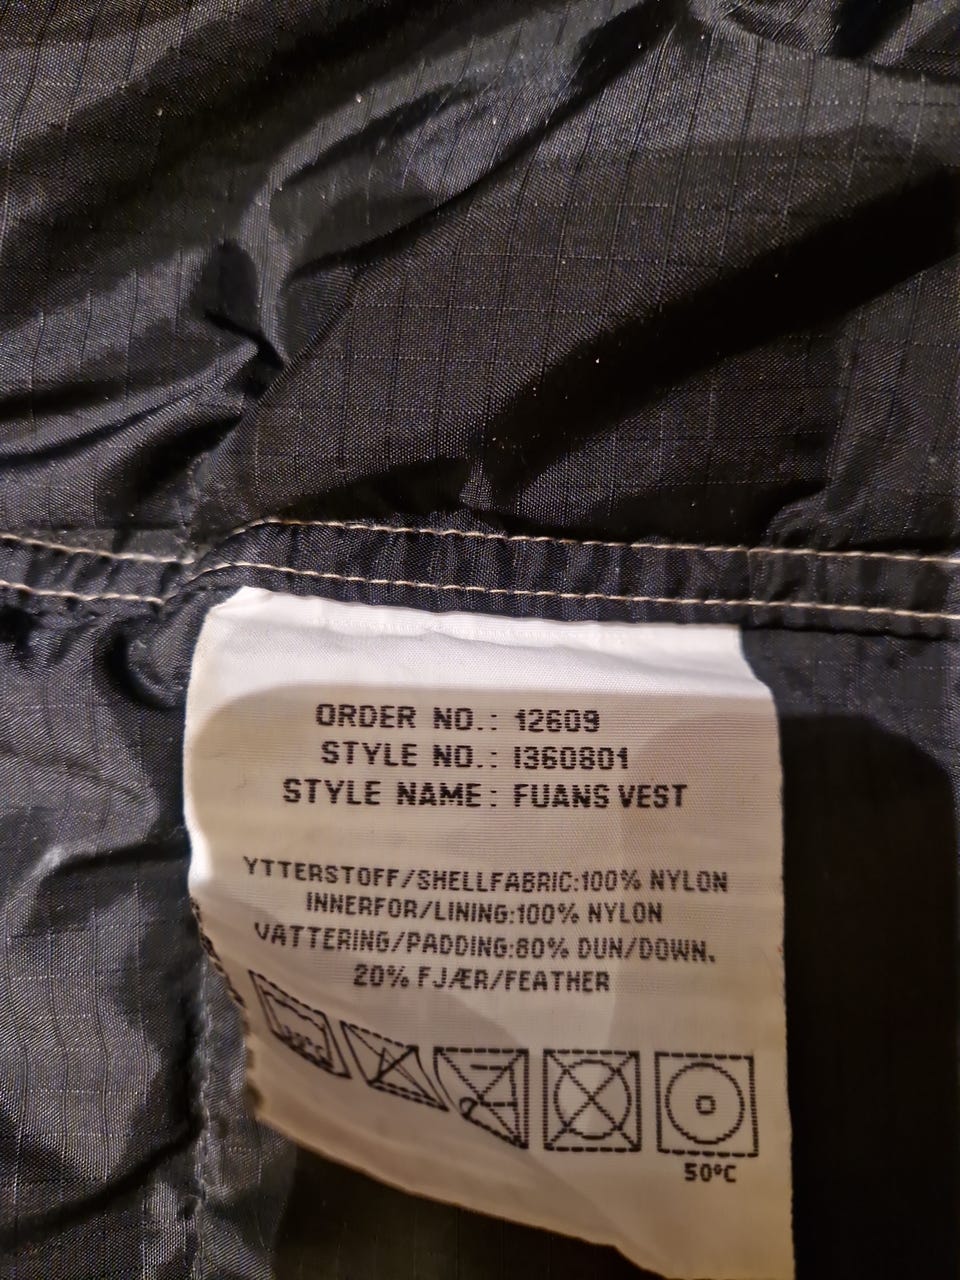 ORDER NO.: 12609
STYLE NO.: I360801
STYLE NAME: FUANS VEST
YTTERSTOFF/SHELLFABRIC:100% NYLON
INNERFOR/LINING:100% NYLON
VATTERING/PADDING:80% DUN/DOWN.
20% FJÆR/FEATHER
50°C